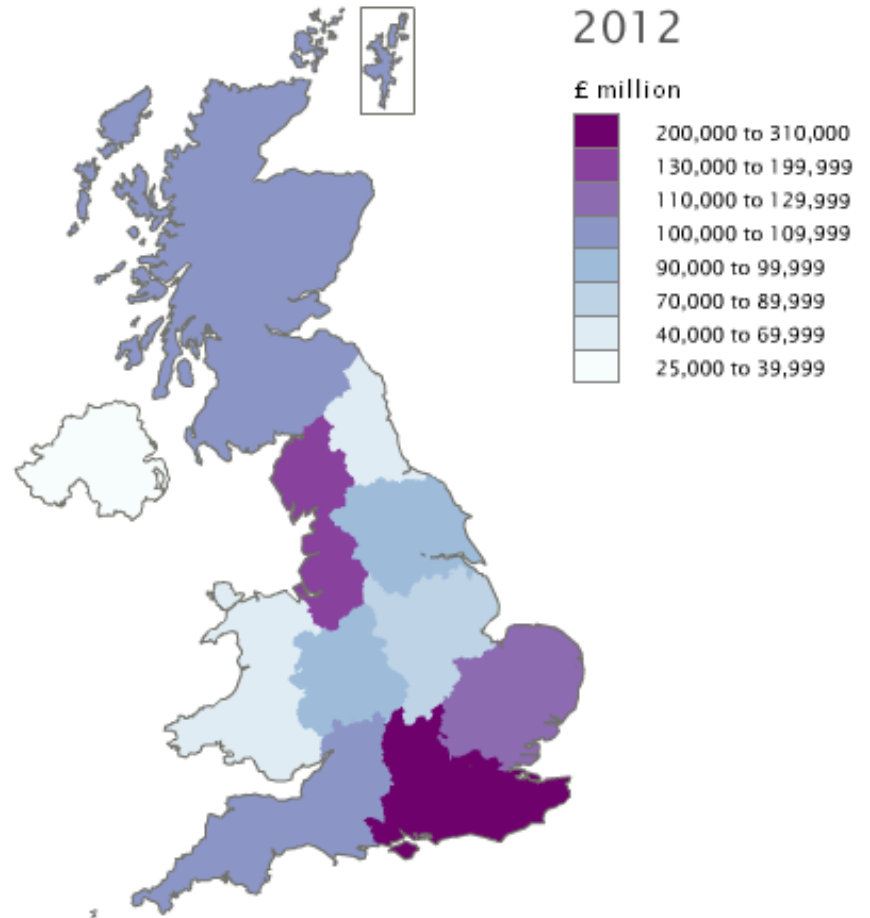 2012
£ million
200,000 to 310,000
130,000 to 199,999
110,000 to 129,999
100,000 to 109,999
90,000 to 99,999
70,000 to 89,999
40,000 to 69,999
25,000 to 39,999